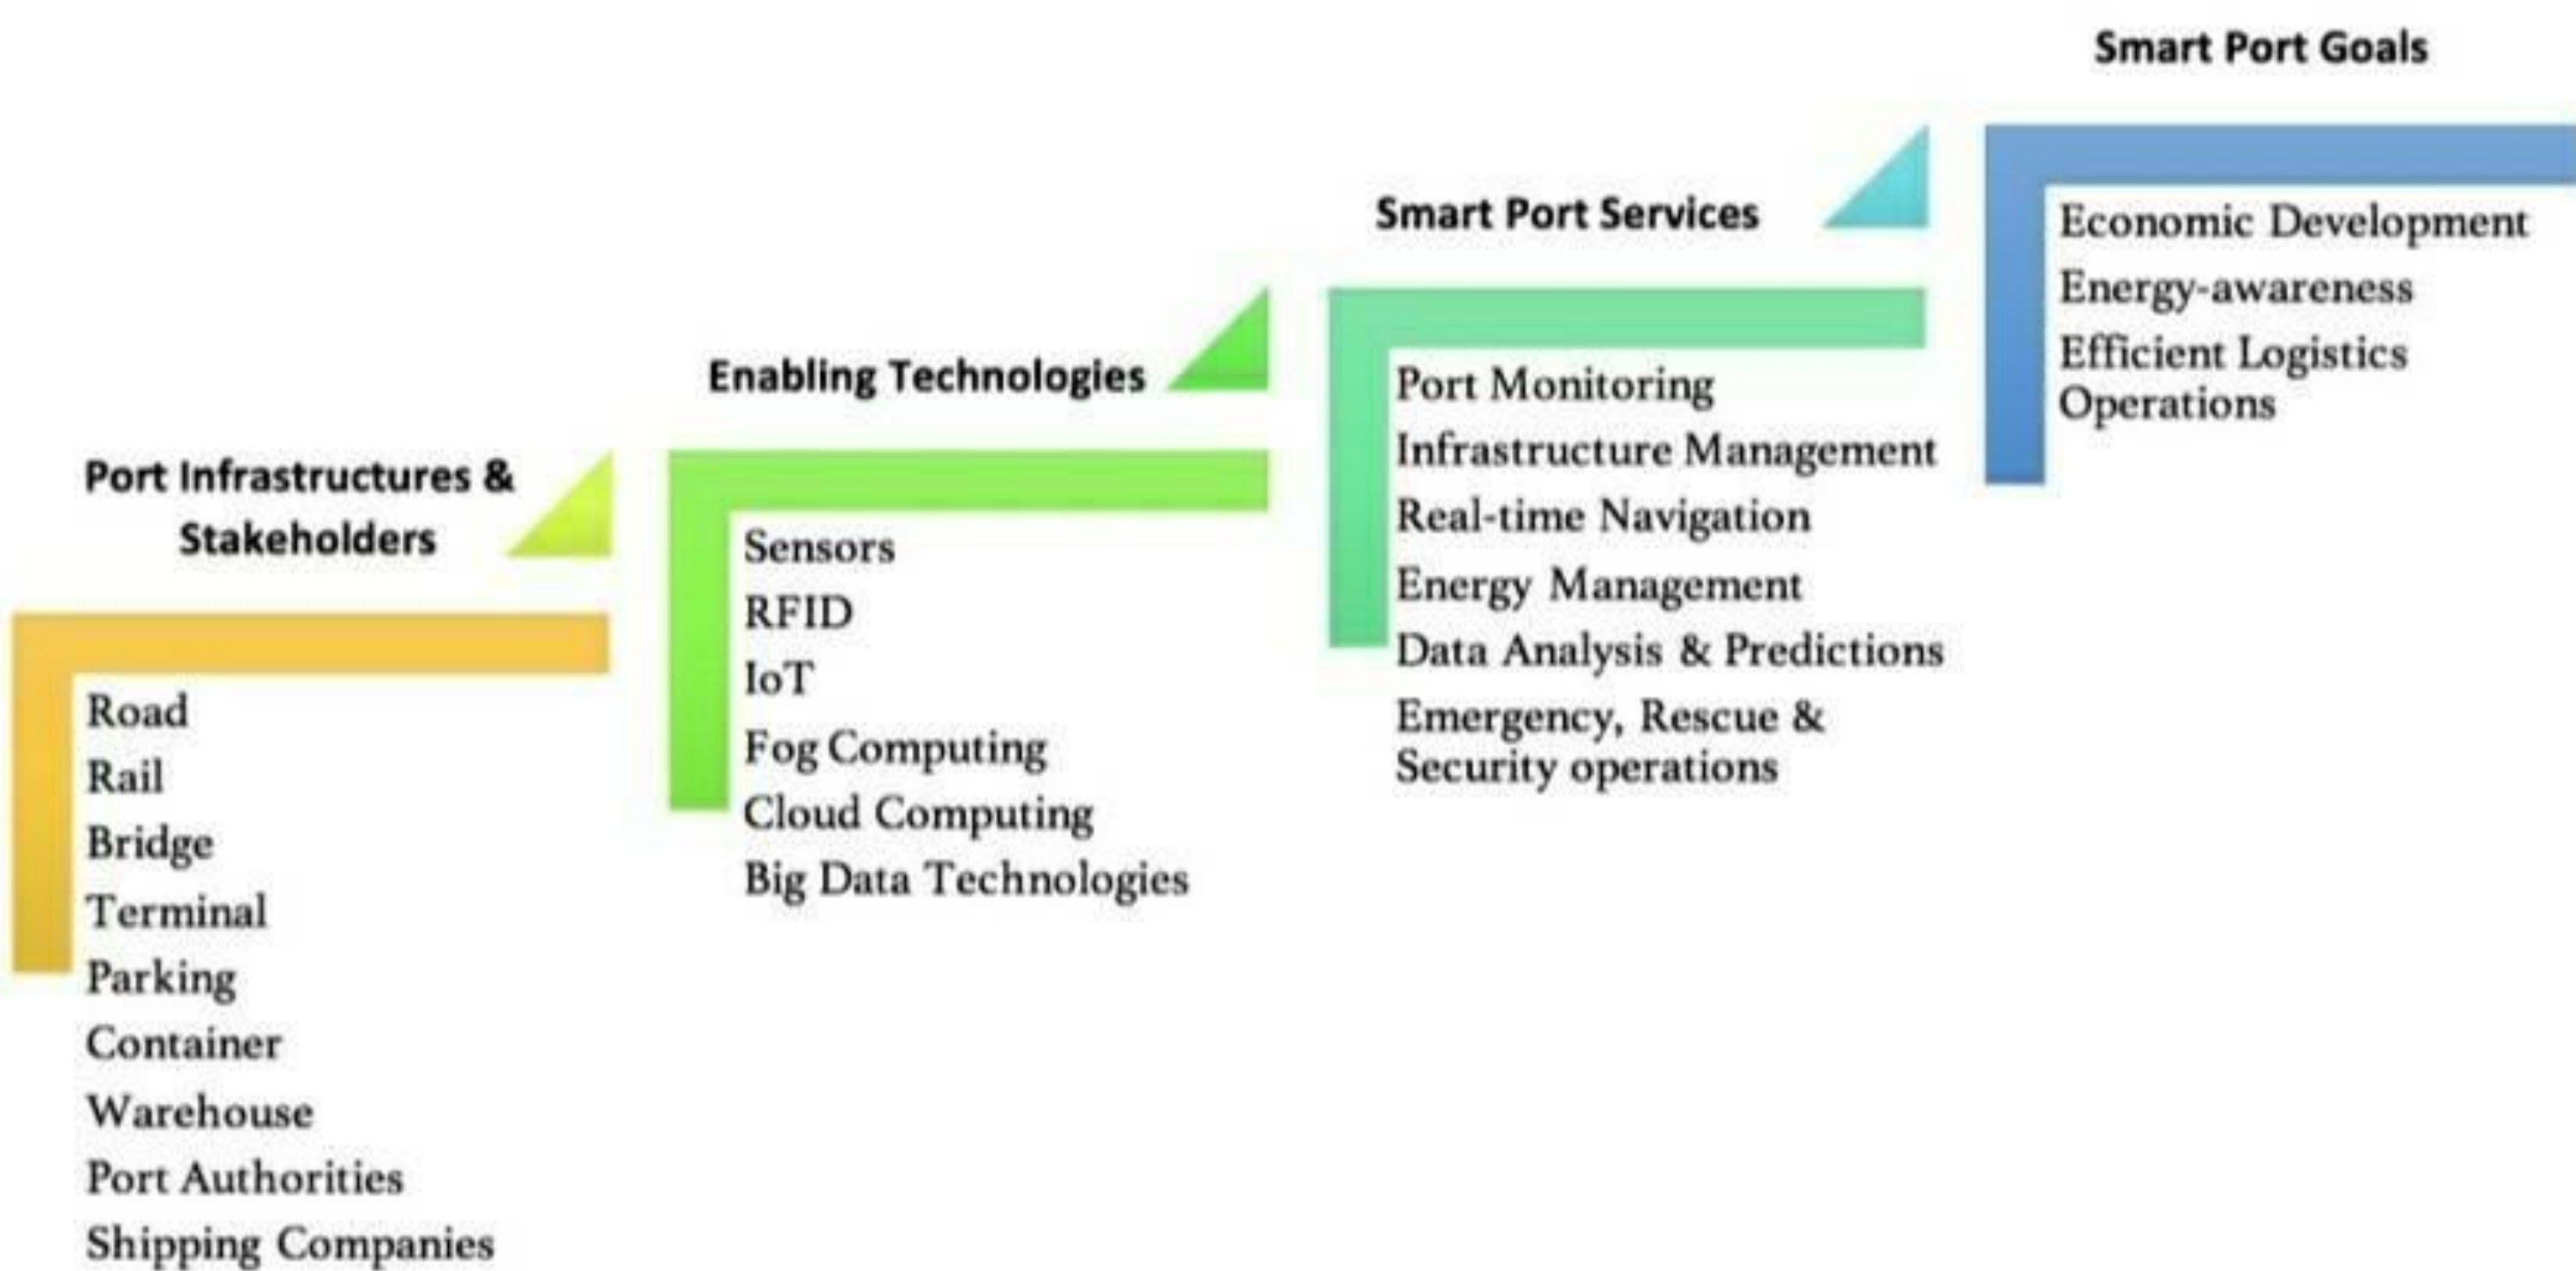 Port Infrastructures &
Stakeholders
Road
Rail
Bridge
Terminal
Parking
Container
Warehouse
Port Authorities
Shipping Companies
Enabling Technologies
Sensors
RFID
IoT
Fog Computing
Cloud Computing
Big Data Technologies
Smart Port Services
Port Monitoring
Infrastructure Management
Real-time Navigation
Energy Management
Data Analysis & Predictions
Emergency, Rescue &
Security operations
Smart Port Goals
Economic Development
Energy-awareness
Efficient Logistics
Operations